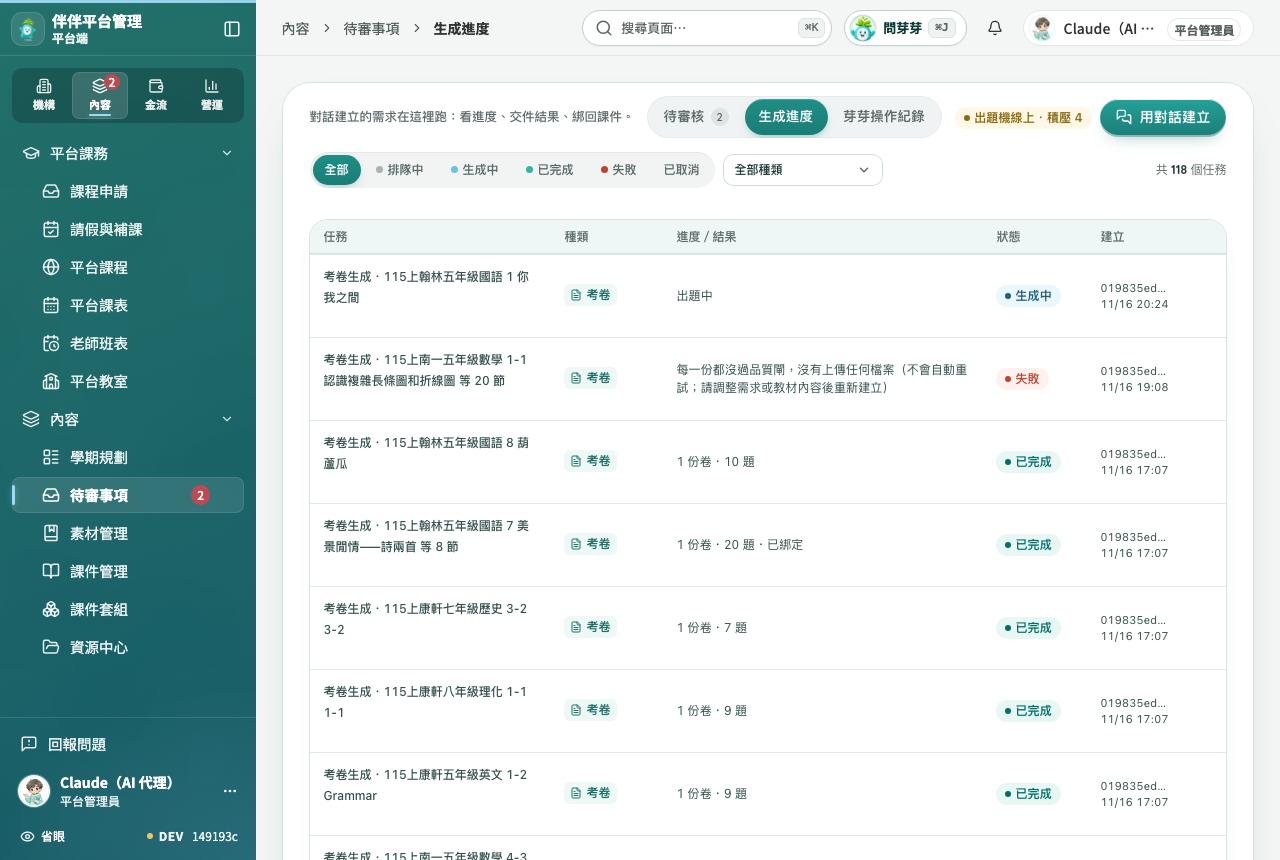 伴伴平台管理
平台端
機構
內容
2
金流
營運
平台課務
課程申請
請假與補課
平台課程
平台課表
老師班表
平台教室
內容
學期規劃
待審事項
2
素材管理
課件管理
課件套組
資源中心
回報問題
Claude（AI 代理）
平台管理員
省眼
DEV 149193c
內容
待審事項
生成進度
搜尋頁面…
⌘K
問芽芽
⌘J
Claude（AI …
平台管理員
對話建立的需求在這裡跑：看進度、交件結果、綁回課件。
待審核 2
生成進度
芽芽操作紀錄
出題機線上 · 積壓 4
用對話建立
全部
排隊中
生成中
已完成
失敗
已取消
全部種類
共 118 個任務
任務
種類
進度 / 結果
狀態
建立
考卷生成 · 115上翰林五年級國語 1 你
我之間
考卷
出題中
生成中
019835ed…
11/16 20:24
考卷生成 · 115上南一五年級數學 1-1
認識複雜長條圖和折線圖 等 20 節
考卷
每一份都沒過品質閘，沒有上傳任何檔案（不會自動重
試；請調整需求或教材內容後重新建立）
失敗
019835ed…
11/16 19:08
考卷生成 · 115上翰林五年級國語 8 葫
蘆瓜
考卷
1 份卷 · 10 題
已完成
019835ed…
11/16 17:07
考卷生成 · 115上翰林五年級國語 7 美
景閒情——詩兩首 等 8 節
考卷
1 份卷 · 20 題 · 已綁定
已完成
019835ed…
11/16 17:07
考卷生成 · 115上康軒七年級歷史 3-2
3-2
考卷
1 份卷 · 7 題
已完成
019835ed…
11/16 17:07
考卷生成 · 115上康軒八年級理化 1-1
1-1
考卷
1 份卷 · 9 題
已完成
019835ed…
11/16 17:07
考卷生成 · 115上康軒五年級英文 1-2
Grammar
考卷
1 份卷 · 9 題
已完成
019835ed…
11/16 17:07
考卷生成 · 115上南一五年級數學 4-3